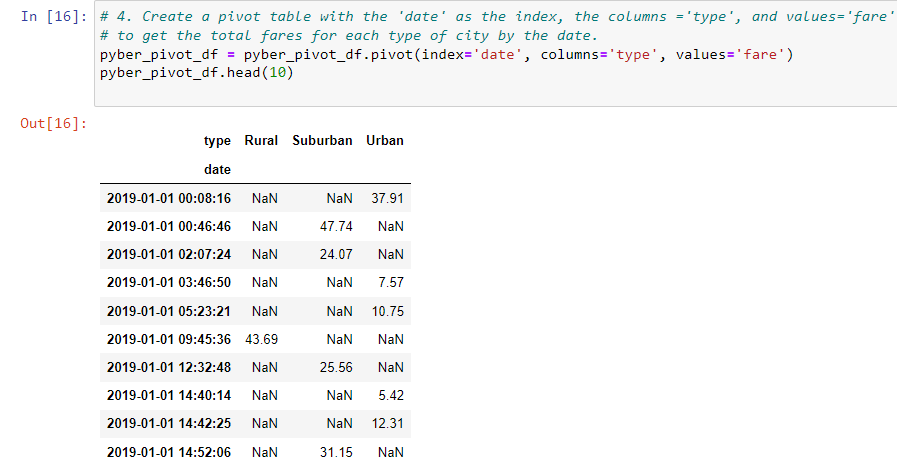 In [16]: # 4. Create a pivot table with the 'date' as the index, the columns ='type', and values='fare'
# to get the total fares for each type of city by the date.
pyber_pivot_df = pyber_pivot_df.pivot(index='date', columns='type', values='fare')
pyber_pivot_df.head(10)
Out[16]:
type Rural Suburban Urban
date
2019-01-01 00:08:16 NaN NaN 37.91
2019-01-01 00:46:46 NaN 47.74 NaN
2019-01-01 02:07:24 NaN 24.07 NaN
2019-01-01 03:46:50 NaN NaN 7.57
2019-01-01 05:23:21 NaN NaN 10.75
2019-01-01 09:45:36 43.69 NaN NaN
2019-01-01 12:32:48 NaN 25.56 NaN
2019-01-01 14:40:14 NaN NaN 5.42
2019-01-01 14:42:25 NaN NaN 12.31
2019-01-01 14:52:06 NaN 31.15 NaN